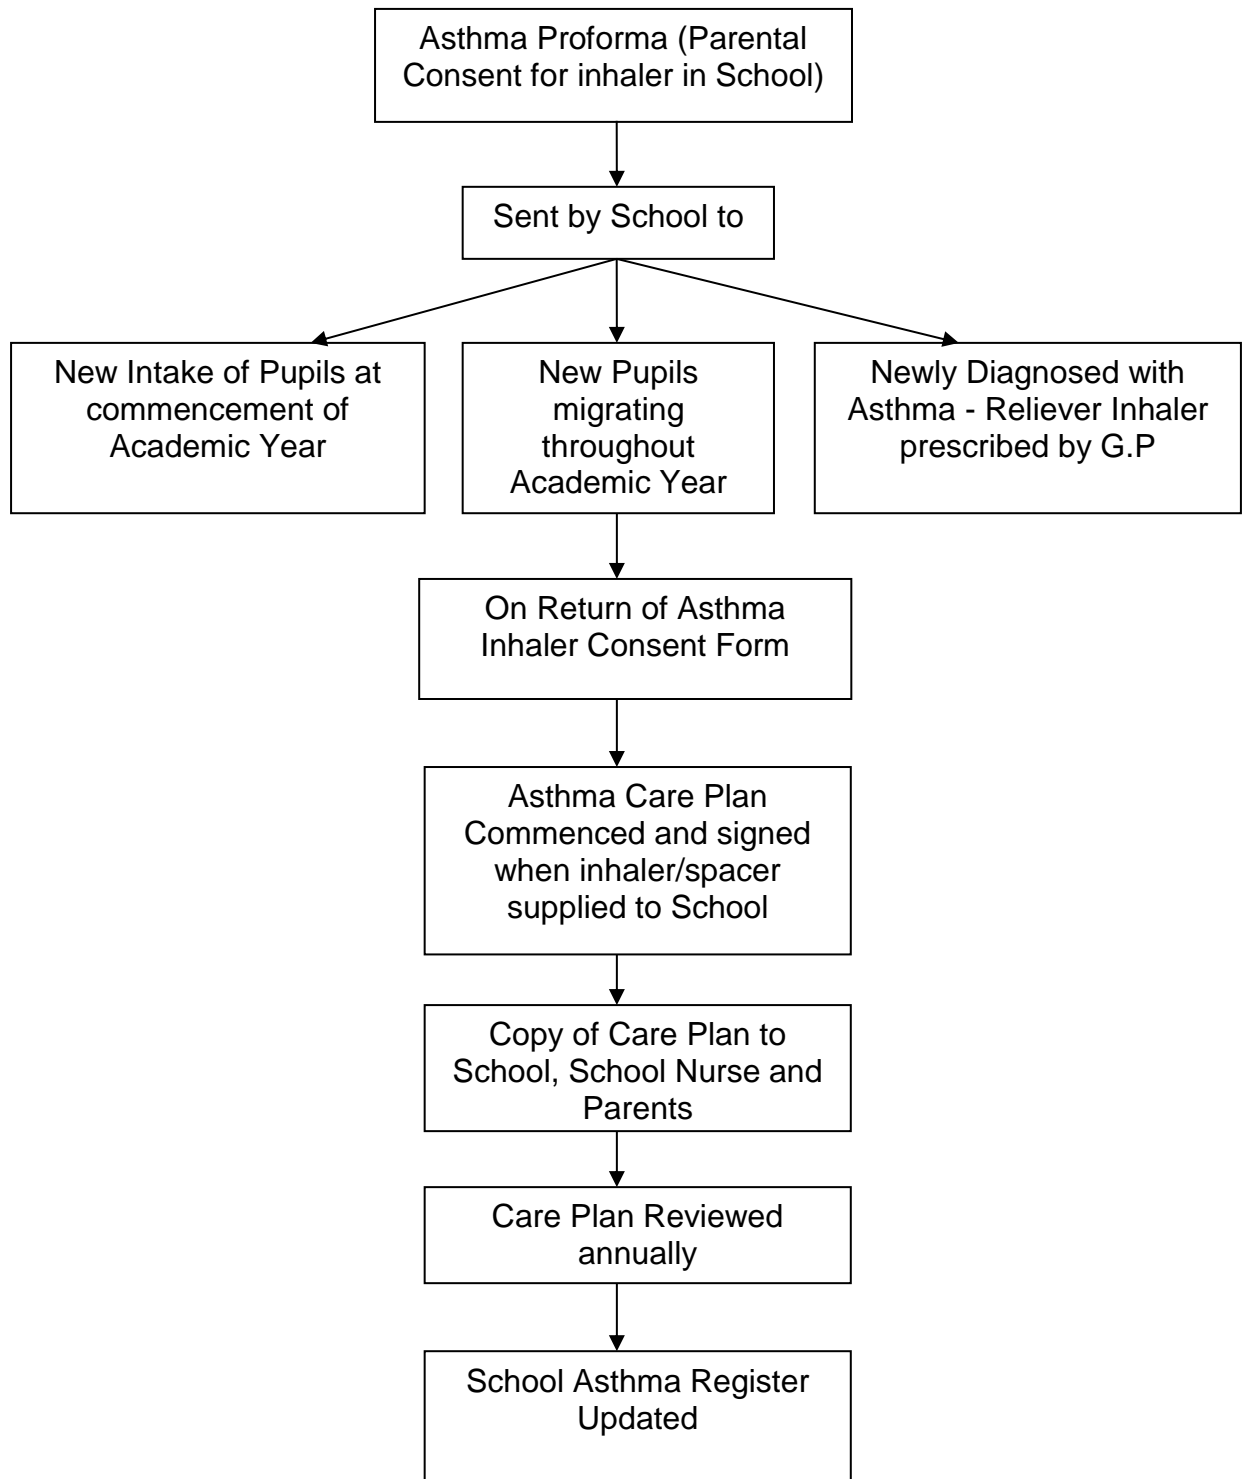 Asthma Proforma (Parental
Consent for inhaler in School)
Sent by School to
New Intake of Pupils at
commencement of
Academic Year
New Pupils
migrating
throughout
Academic Year
Newly Diagnosed with
Asthma - Reliever Inhaler
prescribed by G.P
On Return of Asthma
Inhaler Consent Form
Asthma Care Plan
Commenced and signed
when inhaler/spacer
supplied to School
Copy of Care Plan to
School, School Nurse and
Parents
Care Plan Reviewed
annually
School Asthma Register
Updated